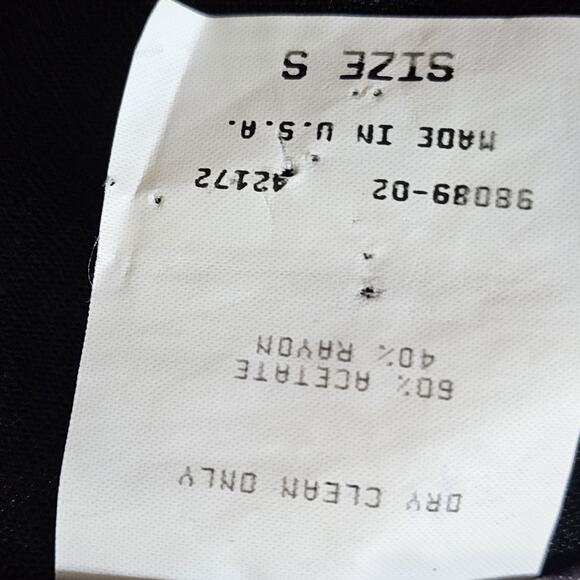 DRY CLEAN ONLY
60% ACETATE
40% RAYON
98089-02 42172
MADE IN U.S.A.
SIZE S